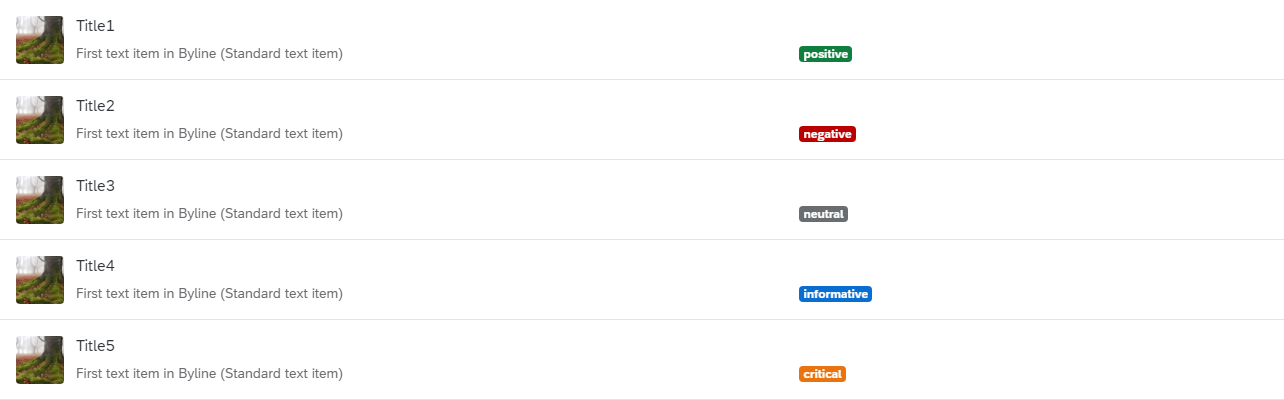 Title1
First text item in Byline (Standard text item) positive
Title2
First text item in Byline (Standard text item) negative
Title3
First text item in Byline (Standard text item) neutral
Title4
First text item in Byline (Standard text item) informative
Title5
First text item in Byline (Standard text item) critical